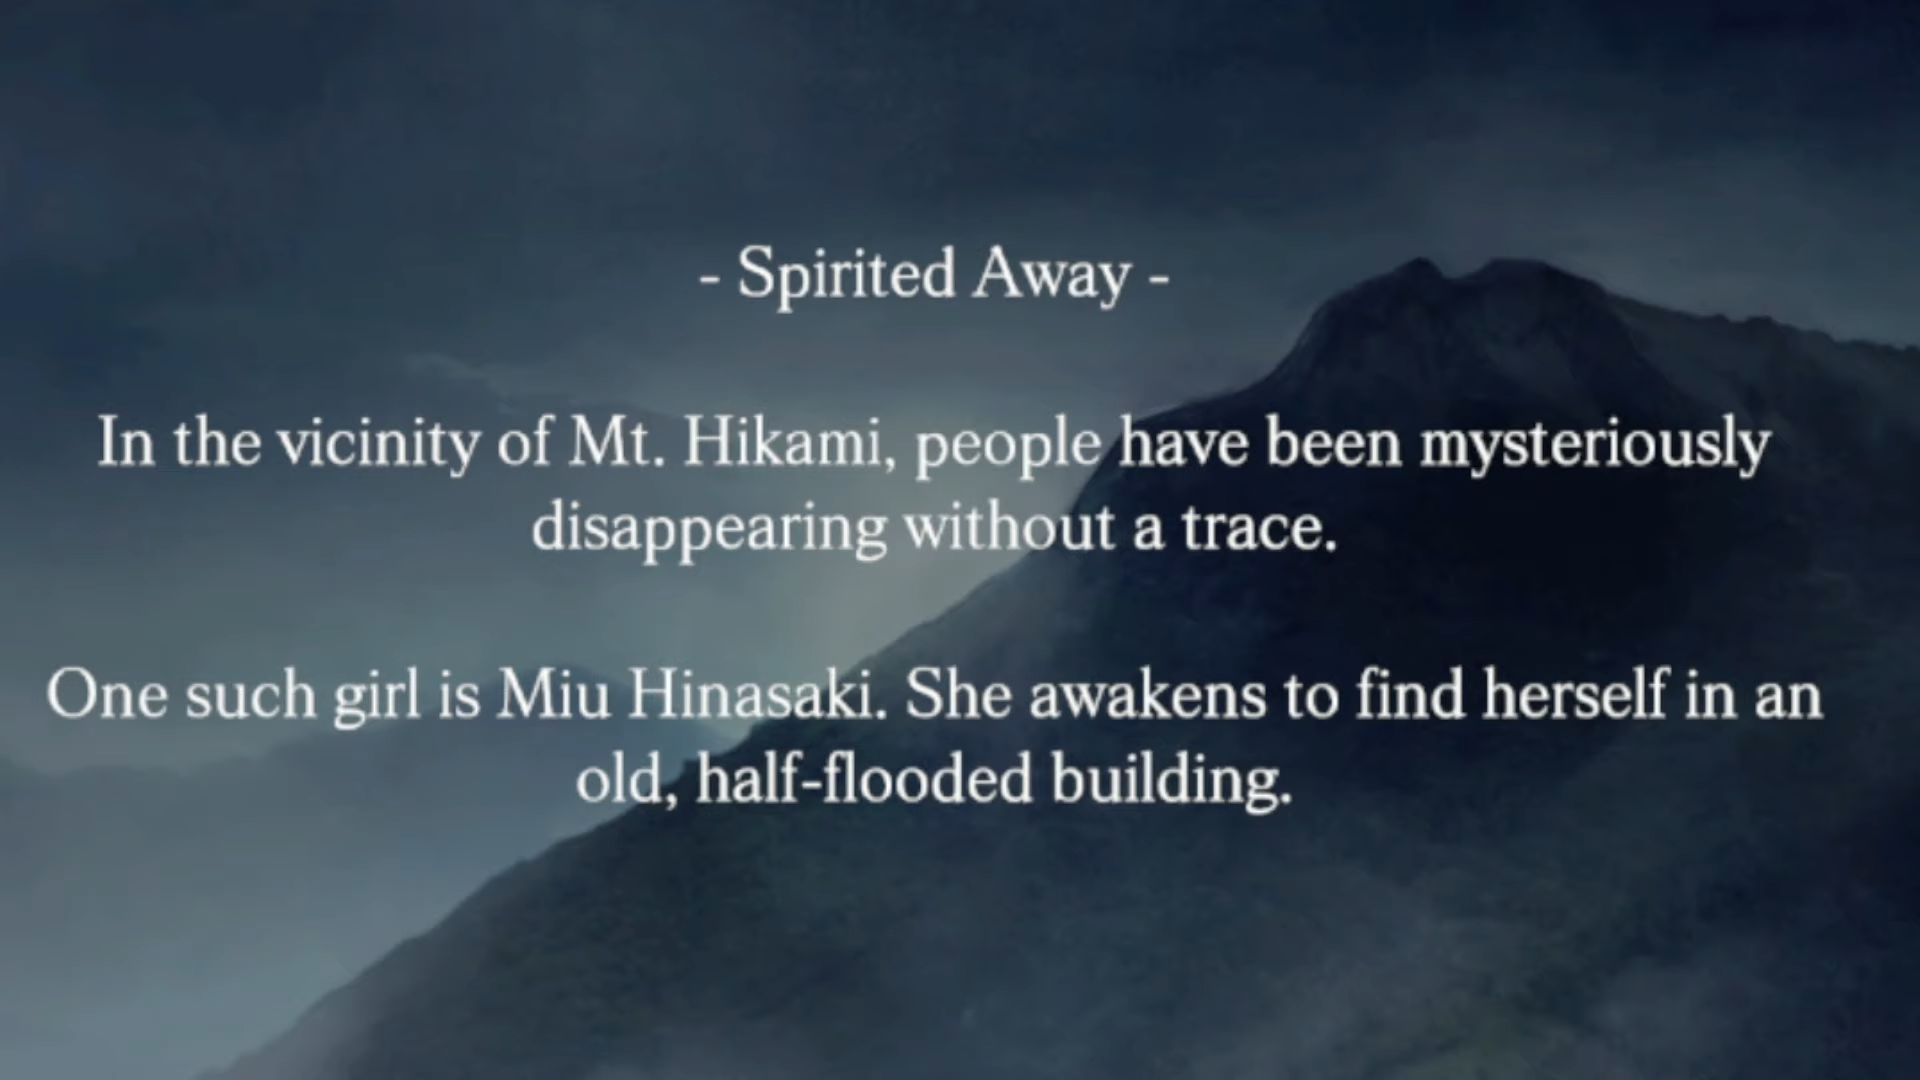 - Spirited Away -
In the vicinity of Mt. Hikami, people have been mysteriously
disappearing without a trace.
One such girl is Miu Hinasaki. She awakens to find herself in an
old, half-flooded building.